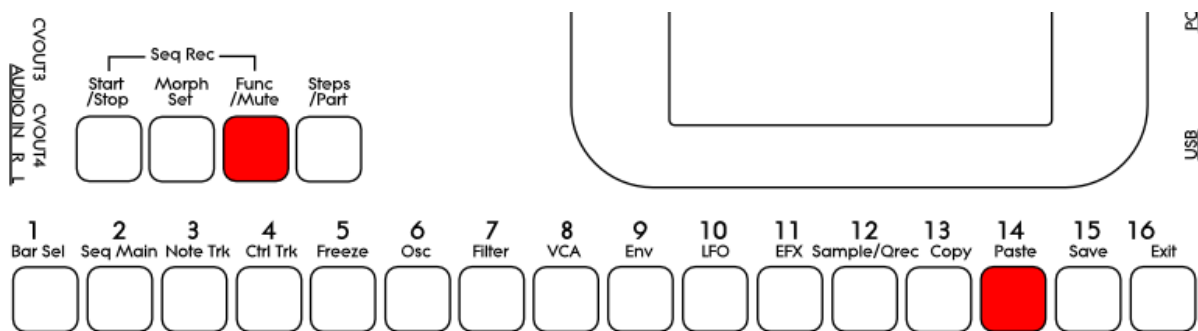 CVOUT3
CVOUT4
AUDIO IN R L
Seq Rec
Start
/Stop
Morph
Set
Func
/Mute
Steps
/Part
PC
USB
1 2 3 4 5 6 7 8 9 10 11 12 13 14 15 16
Bar Sel Seq Main Note Trk Ctrl Trk Freeze Osc Filter VCA Env LFO EFX Sample/Qrec Copy Paste Save Exit